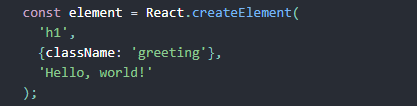 const element = React.createElement(
  'h1',
  {className: 'greeting'},
  'Hello, world!'
);